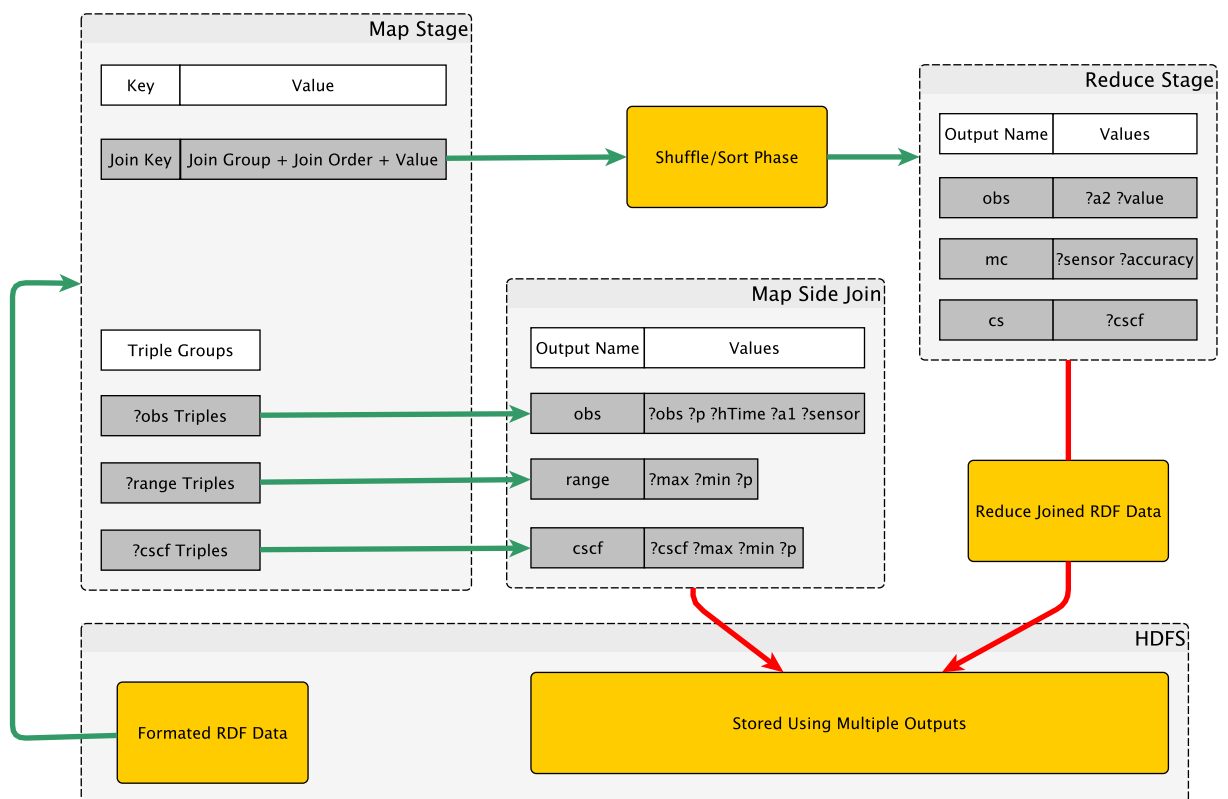 Map Stage
Key Value
Join Key Join Group + Join Order + Value
Triple Groups
?obs Triples
?range Triples
?cscf Triples
Shuffle/Sort Phase
Reduce Stage
Output Name Values
obs ?a2 ?value
mc ?sensor ?accuracy
cs ?cscf
Map Side Join
Output Name Values
obs ?obs ?p ?hTime ?a1 ?sensor
range ?max ?min ?p
cscf ?cscf ?max ?min ?p
Reduce Joined RDF Data
HDFS
Formated RDF Data
Stored Using Multiple Outputs